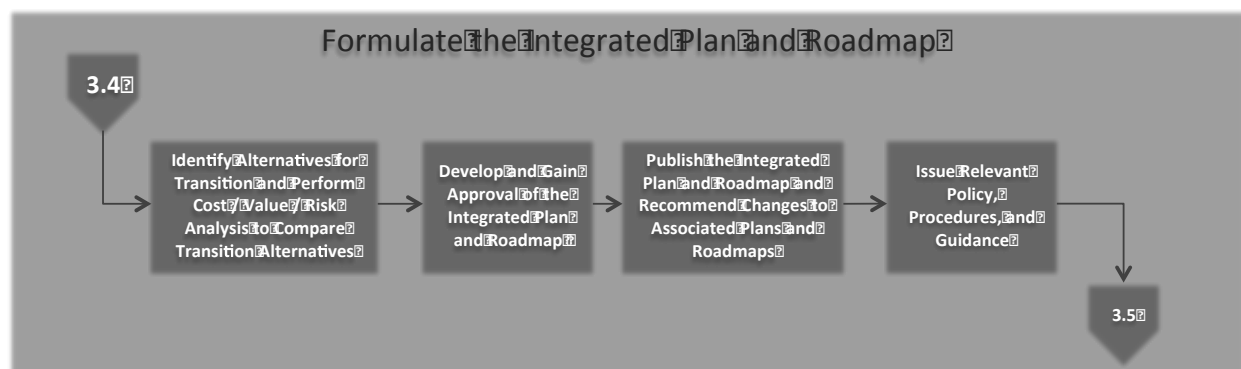 Formulate the Integrated Plan and Roadmap
3.4
Identify Alternatives for
Transition and Perform
Cost / Value / Risk
Analysis to Compare
Transition Alternatives
Develop and Gain
Approval of the
Integrated Plan
and Roadmap
Publish the Integrated
Plan and Roadmap and
Recommend Changes to
Associated Plans and
Roadmaps
Issue Relevant
Policy,
Procedures, and
Guidance
3.5